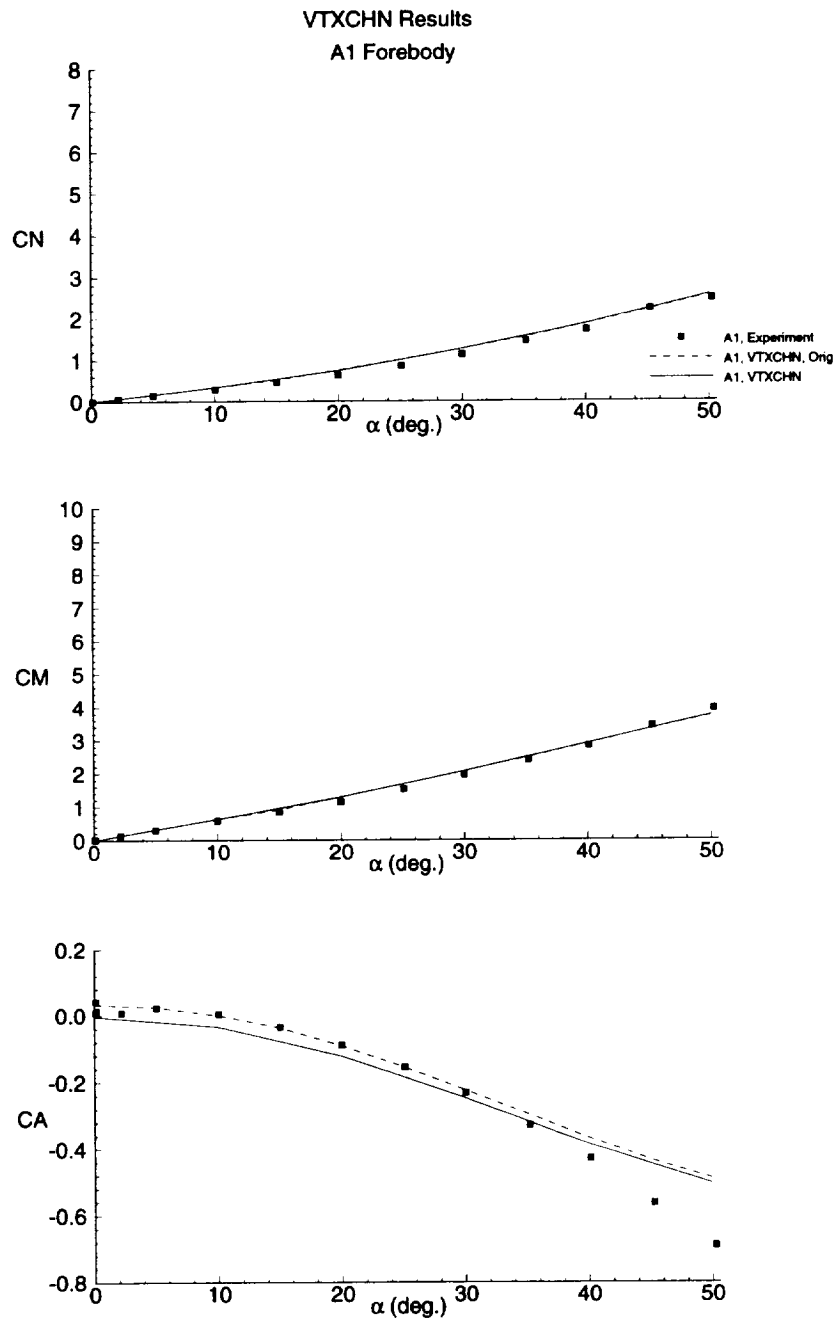 VTXCHN Results
A1 Forebody
8
7
6
5
4
3
2
1
0
CN
0 10 20 30 40 50
α (deg.)
A1, Experiment
A1, VTXCHN, Orig
A1, VTXCHN
10
9
8
7
6
5
4
3
2
1
0
CM
0 10 20 30 40 50
α (deg.)
0.2
0.0
-0.2
-0.4
-0.6
-0.8
CA
0 10 20 30 40 50
α (deg.)